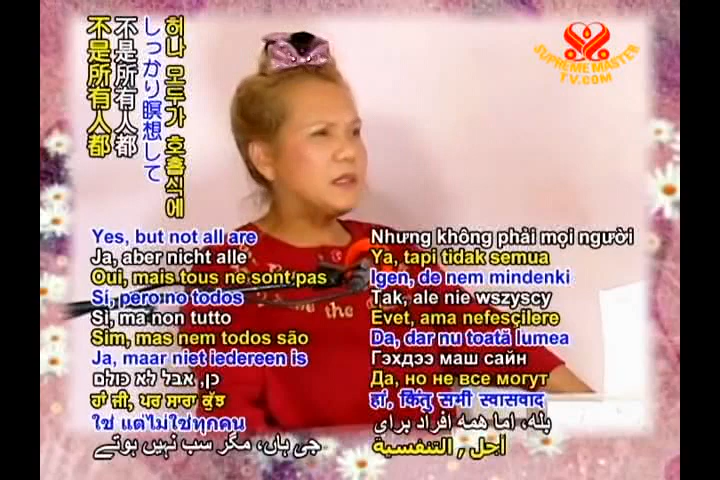 SUPREME MASTER
TV.COM
허나 모두가 호흡식에
しっかり瞑想して
不是所有人都
不是所有人都
the
Yes, but not all are
Ja, aber nicht alle
Oui, mais tous ne sont pas
Sí, pero no todos
Sì, ma non tutto
Sim, mas nem todos são
Ja, maar niet iedereen is
כן, אבל לא כולם
ਹਾਂ ਜੀ, ਪਰ ਸਾਰਾ ਕੁੱਝ
ใช่ แต่ไม่ใช่ทุกคน
جی ہاں، مگر سب نہیں ہوتے
Nhưng không phải mọi người
Ya, tapi tidak semua
Igen, de nem mindenki
Tak, ale nie wszyscy
Evet, ama nefesçilere
Da, dar nu toată lumea
Гэхдээ маш сайн
Да, но не все могут
हां, किंतु सभी स्वासवाद
بله، اما همه افراد برای
أجل , التنفسية